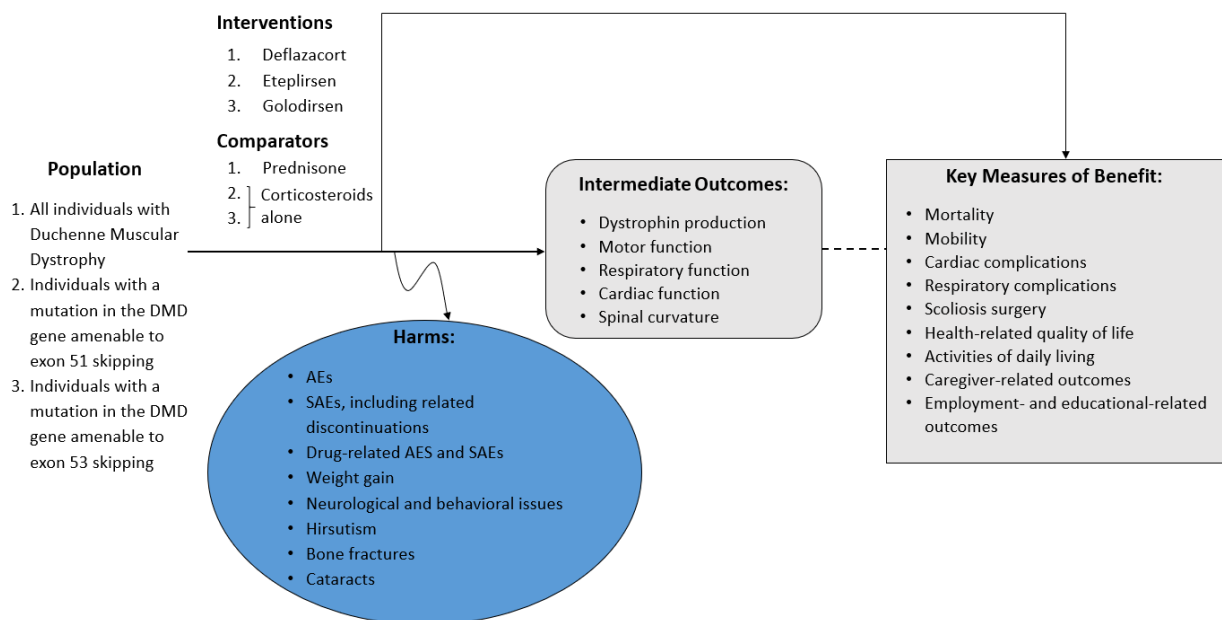 Interventions
1. Deflazacort
2. Eteplirsen
3. Golodirsen
Comparators
1. Prednisone
2. Corticosteroids
3. alone
Population
1. All individuals with
Duchenne Muscular
Dystrophy
2. Individuals with a
mutation in the DMD
gene amenable to
exon 51 skipping
3. Individuals with a
mutation in the DMD
gene amenable to
exon 53 skipping
Intermediate Outcomes:
• Dystrophin production
• Motor function
• Respiratory function
• Cardiac function
• Spinal curvature
Key Measures of Benefit:
• Mortality
• Mobility
• Cardiac complications
• Respiratory complications
• Scoliosis surgery
• Health-related quality of life
• Activities of daily living
• Caregiver-related outcomes
• Employment- and educational-related
outcomes
Harms:
• AEs
• SAEs, including related
discontinuations
• Drug-related AES and SAEs
• Weight gain
• Neurological and behavioral issues
• Hirsutism
• Bone fractures
• Cataracts